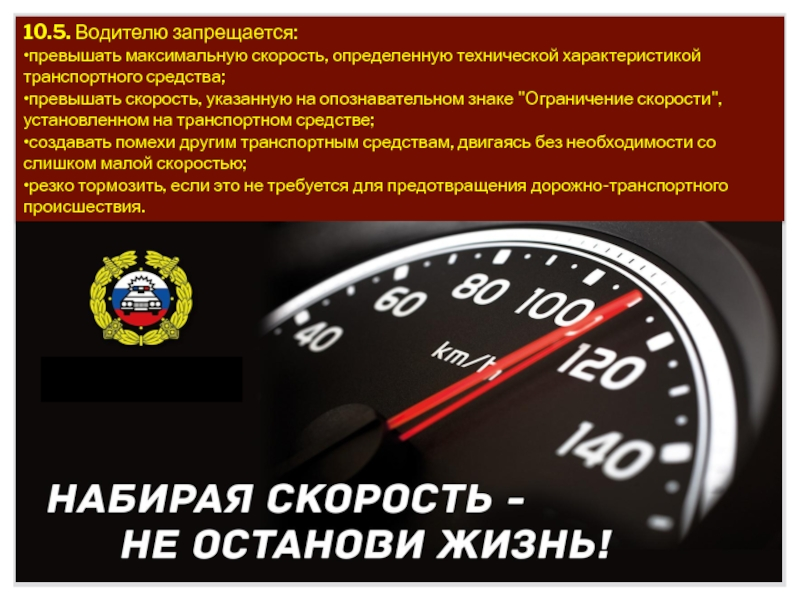 10.5. Водителю запрещается:
•превышать максимальную скорость, определенную технической характеристикой
транспортного средства;
•превышать скорость, указанную на опознавательном знаке "Ограничение скорости",
установленном на транспортном средстве;
•создавать помехи другим транспортным средствам, двигаясь без необходимости со
слишком малой скоростью;
•резко тормозить, если это не требуется для предотвращения дорожно-транспортного
происшествия.
40
60
80
100
120
140
km/h
НАБИРАЯ СКОРОСТЬ -
НЕ ОСТАНОВИ ЖИЗНЬ!